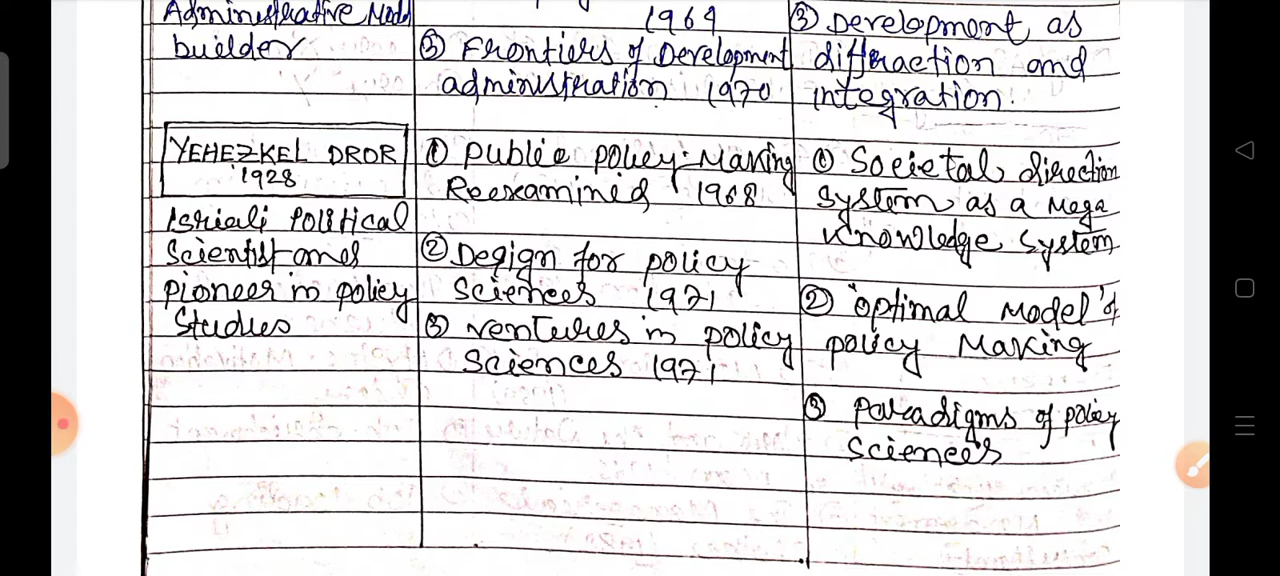 Administrative Model
builder
1964
③ Frontiers of Development
administration 1970
③ Development as
diffraction and
integration.
YEHEZKEL DROR
1928
Isriali Political
Scientist and
pioneer in policy
Studies
① Public policy-Making
Reexamined 1968
② Design for policy
Sciences 1971
③ Ventures in policy
Sciences 1971
① Societal direction
System as a Mega
Knowledge System
② "Optimal Model" of
policy Making
③ Paradigms of policy
Sciences